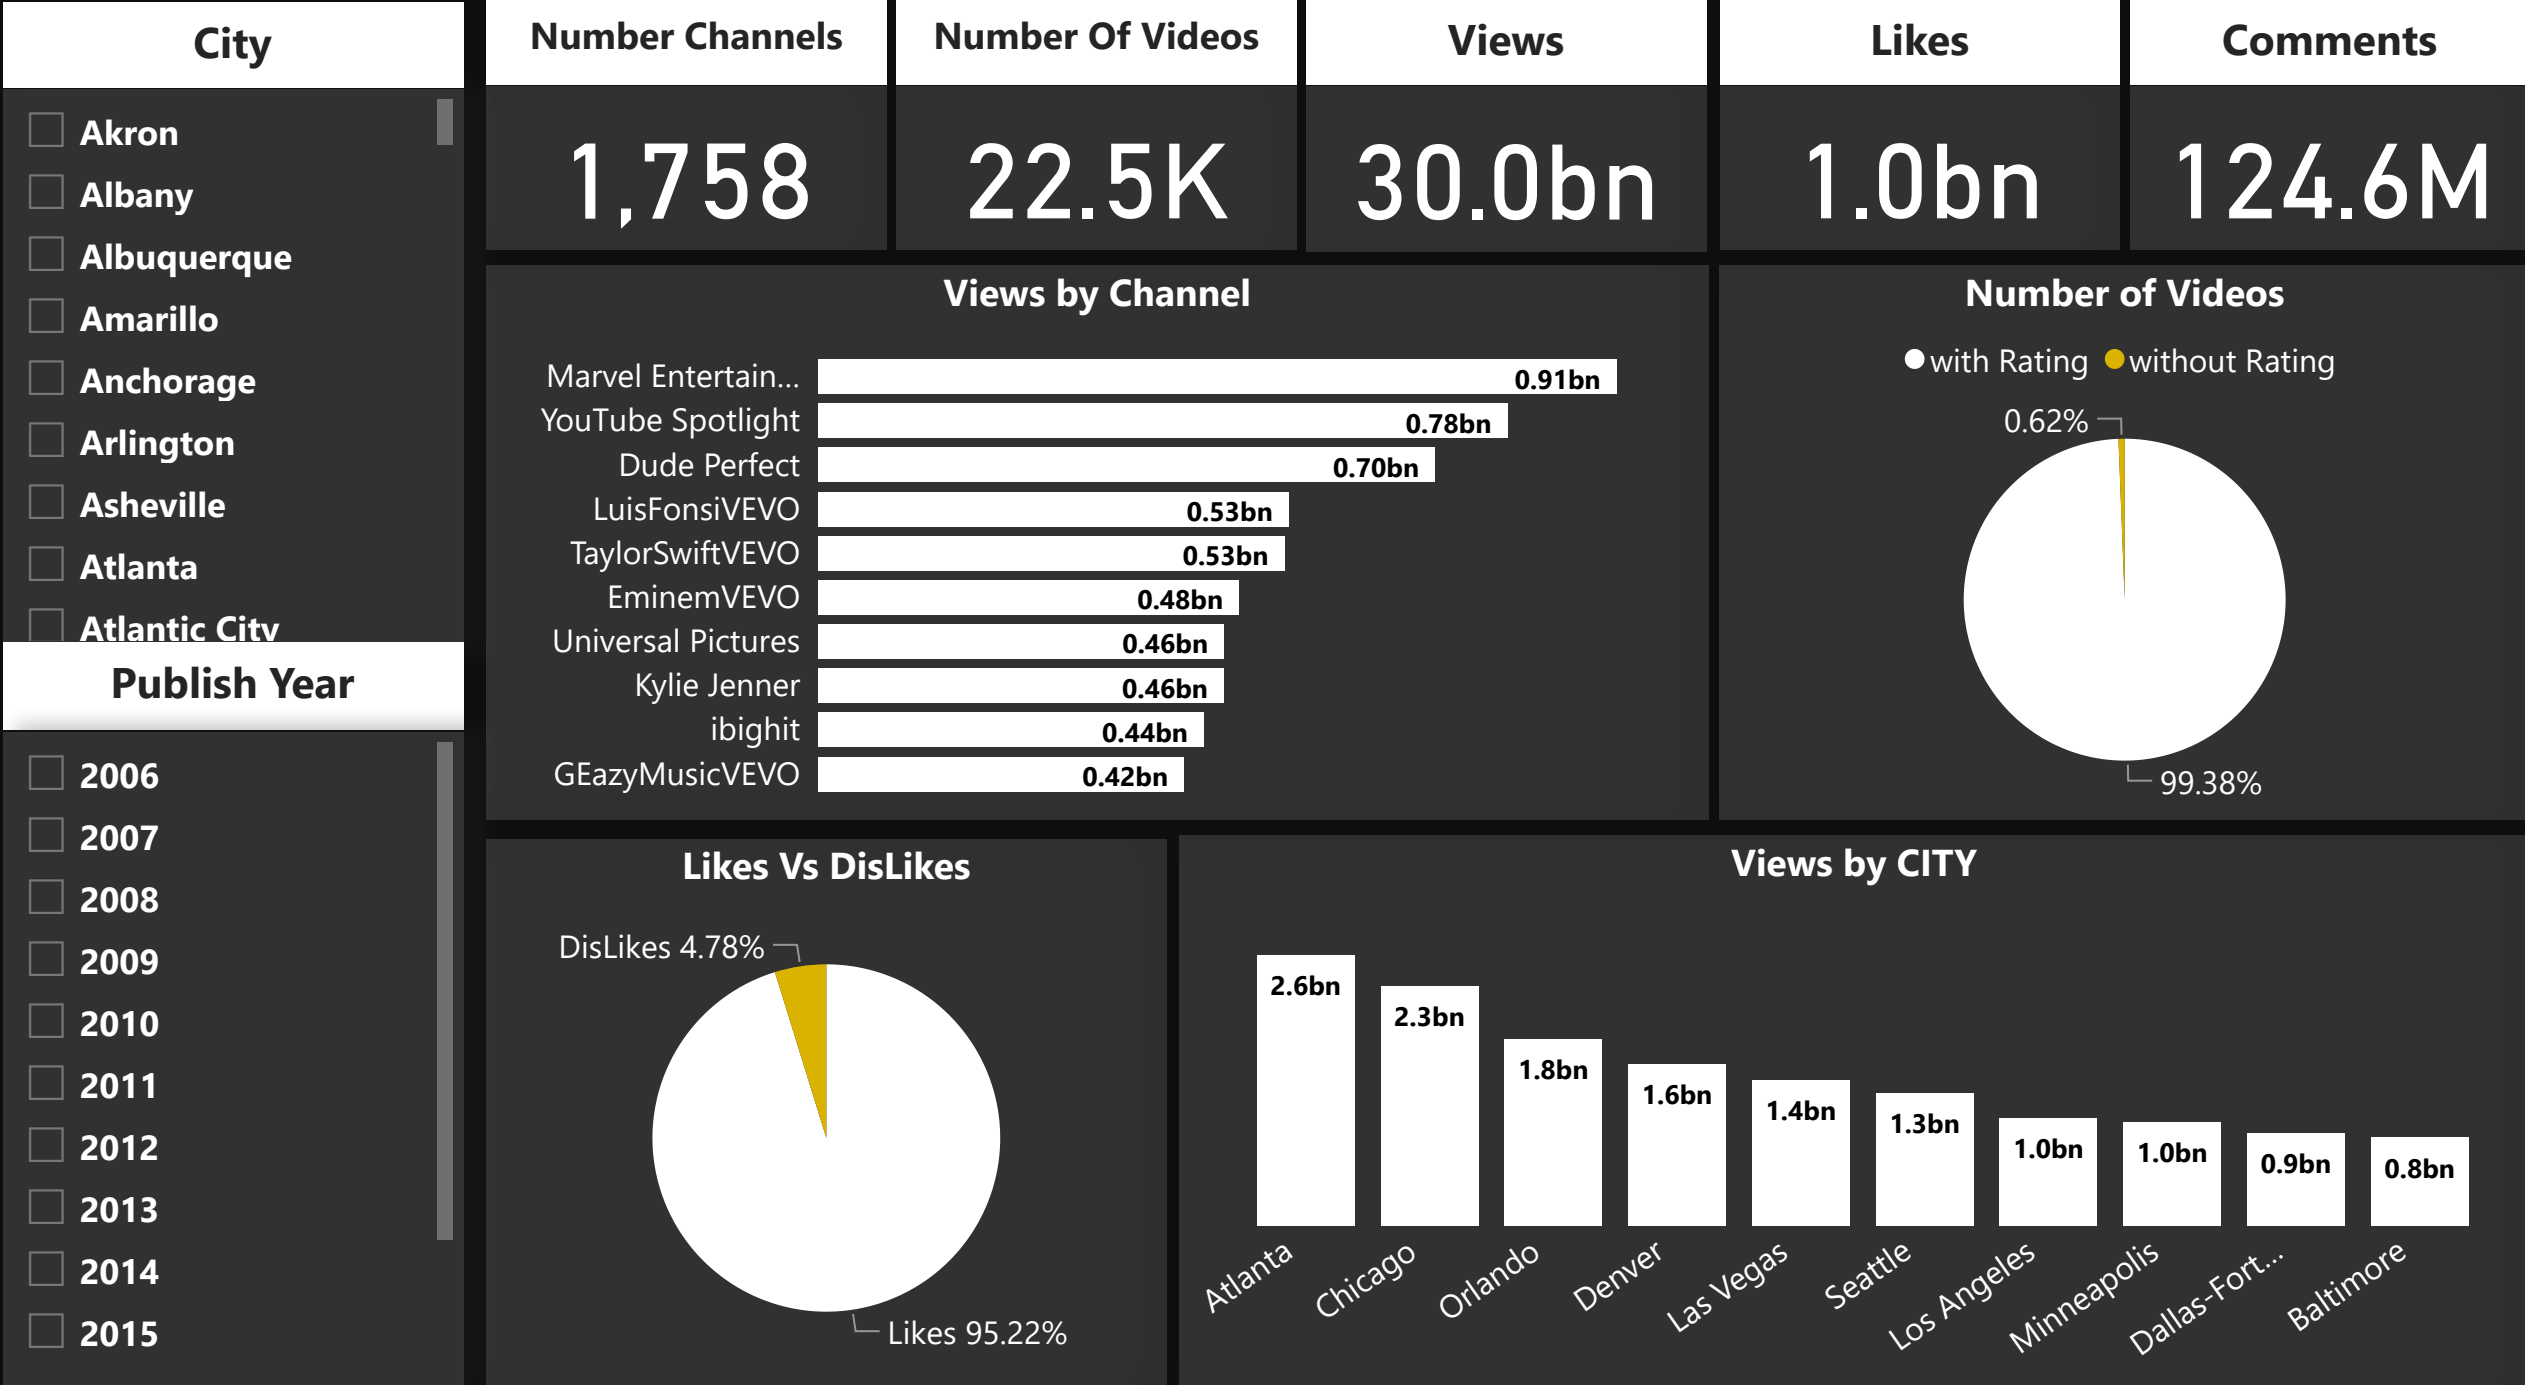 City
Akron
Albany
Albuquerque
Amarillo
Anchorage
Arlington
Asheville
Atlanta
Atlantic City
Publish Year
2006
2007
2008
2009
2010
2011
2012
2013
2014
2015
Number Channels
1,758
Number Of Videos
22.5K
Views
30.0bn
Likes
1.0bn
Comments
124.6M
Views by Channel
Marvel Entertain... 0.91bn
YouTube Spotlight 0.78bn
Dude Perfect 0.70bn
LuisFonsiVEVO 0.53bn
TaylorSwiftVEVO 0.53bn
EminemVEVO 0.48bn
Universal Pictures 0.46bn
Kylie Jenner 0.46bn
ibighit 0.44bn
GEazyMusicVEVO 0.42bn
Number of Videos
with Rating without Rating
0.62%
99.38%
Likes Vs DisLikes
DisLikes 4.78%
Likes 95.22%
Views by CITY
2.6bn 2.3bn 1.8bn 1.6bn 1.4bn 1.3bn 1.0bn 1.0bn 0.9bn 0.8bn
Atlanta Chicago Orlando Denver Las Vegas Seattle Los Angeles Minneapolis Dallas-Fort... Baltimore